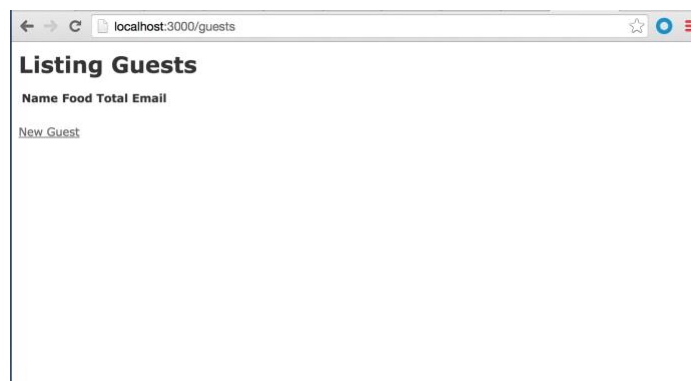 localhost:3000/guests
Listing Guests
Name Food Total Email
New Guest